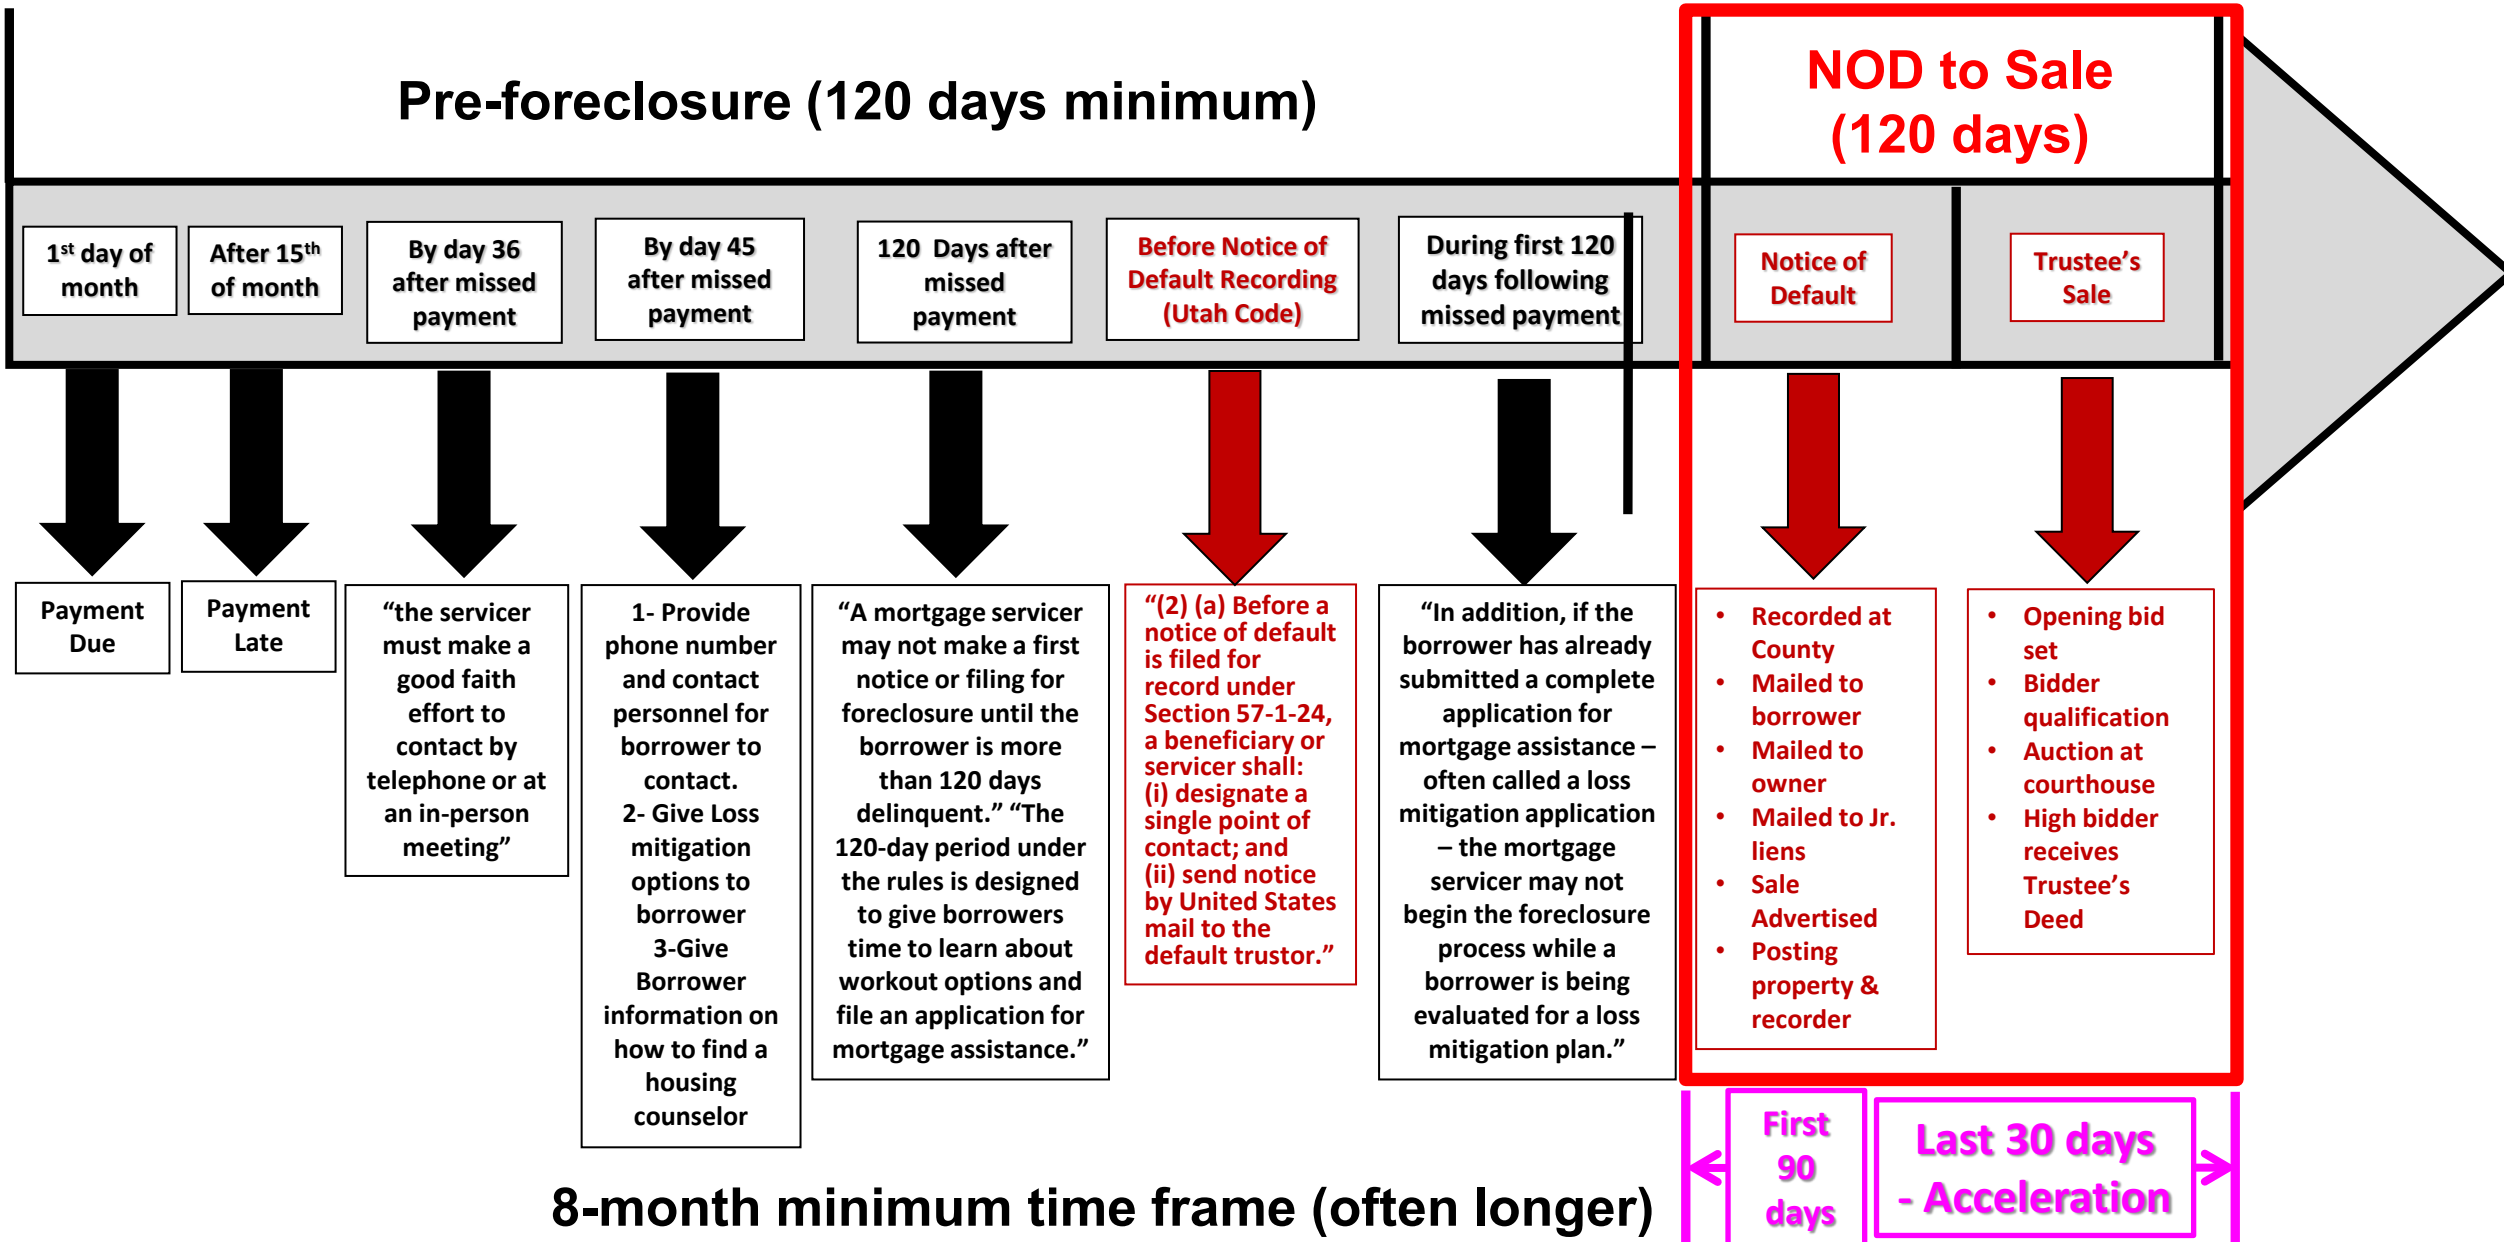 Pre-foreclosure (120 days minimum)
NOD to Sale
(120 days)
1st day of
month
After 15th
of month
By day 36
after missed
payment
By day 45
after missed
payment
120 Days after
missed
payment
Before Notice of
Default Recording
(Utah Code)
During first 120
days following
missed payment
Notice of
Default
Trustee’s
Sale
Payment
Due
Payment
Late
“the servicer
must make a
good faith
effort to
contact by
telephone or at
an in-person
meeting”
1- Provide
phone number
and contact
personnel for
borrower to
contact.
2- Give Loss
mitigation
options to
borrower
3-Give
Borrower
information on
how to find a
housing
counselor
“A mortgage servicer
may not make a first
notice or filing for
foreclosure until the
borrower is more
than 120 days
delinquent.” “The
120-day period under
the rules is designed
to give borrowers
time to learn about
workout options and
file an application for
mortgage assistance.”
“(2) (a) Before a
notice of default
is filed for
record under
Section 57-1-24,
a beneficiary or
servicer shall:
(i) designate a
single point of
contact; and
(ii) send notice
by United States
mail to the
default trustor.”
“In addition, if the
borrower has already
submitted a complete
application for
mortgage assistance –
often called a loss
mitigation application
– the mortgage
servicer may not
begin the foreclosure
process while a
borrower is being
evaluated for a loss
mitigation plan.”
• Recorded at
County
• Mailed to
borrower
• Mailed to
owner
• Mailed to Jr.
liens
• Sale
Advertised
• Posting
property &
recorder
• Opening bid
set
• Bidder
qualification
• Auction at
courthouse
• High bidder
receives
Trustee’s
Deed
First
90
days
Last 30 days
- Acceleration
8-month minimum time frame (often longer)